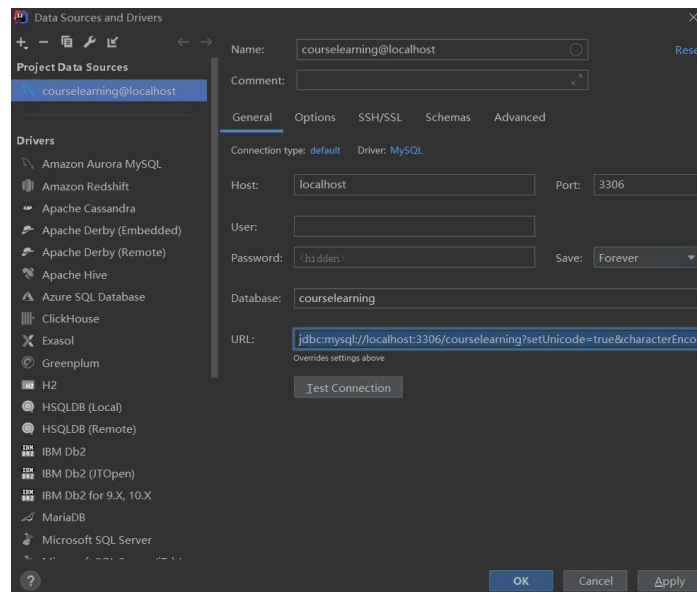 Data Sources and Drivers
Project Data Sources
courselearning@localhost
Drivers
Amazon Aurora MySQL
Amazon Redshift
Apache Cassandra
Apache Derby (Embedded)
Apache Derby (Remote)
Apache Hive
Azure SQL Database
ClickHouse
Exasol
Greenplum
H2
HSQLDB (Local)
HSQLDB (Remote)
IBM Db2
IBM Db2 (JTOpen)
IBM Db2 for 9.X, 10.X
MariaDB
Microsoft SQL Server
Name: courselearning@localhost
Rese
Comment:
General Options SSH/SSL Schemas Advanced
Connection type: default Driver: MySQL
Host: localhost Port: 3306
User:
Password: <hidden> Save: Forever
Database: courselearning
URL: jdbc:mysql://localhost:3306/courselearning?setUnicode=true&characterEnco
Overrides settings above
Test Connection
? OK Cancel Apply